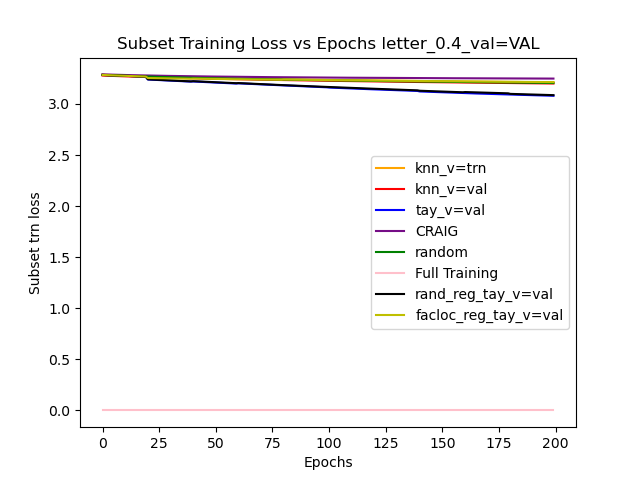 Subset Training Loss vs Epochs letter_0.4_val=VAL
Subset trn loss
3.0
2.5
2.0
1.5
1.0
0.5
0.0
knn_v=trn
knn_v=val
tay_v=val
CRAIG
random
Full Training
rand_reg_tay_v=val
facloc_reg_tay_v=val
0 25 50 75 100 125 150 175 200
Epochs